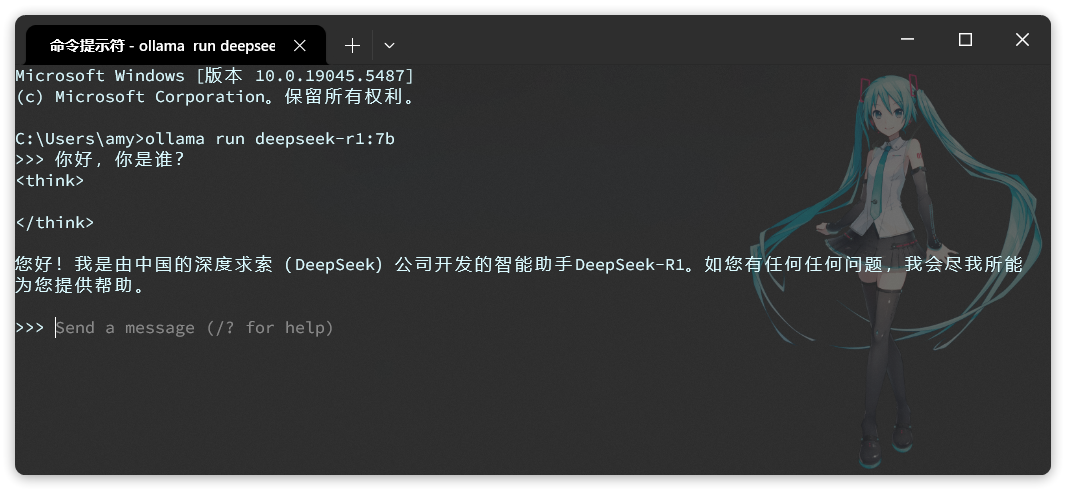 命令提示符 - ollama  run deepsee
Microsoft Windows [版本 10.0.19045.5487]
(c) Microsoft Corporation。保留所有权利。
C:\Users\amy>ollama run deepseek-r1:7b
>>> 你好，你是谁？
<think>
</think>
您好！我是由中国的深度求索（DeepSeek）公司开发的智能助手DeepSeek-R1。如您有任何任何问题，我会尽我所能
为您提供帮助。
>>> Send a message (/? for help)